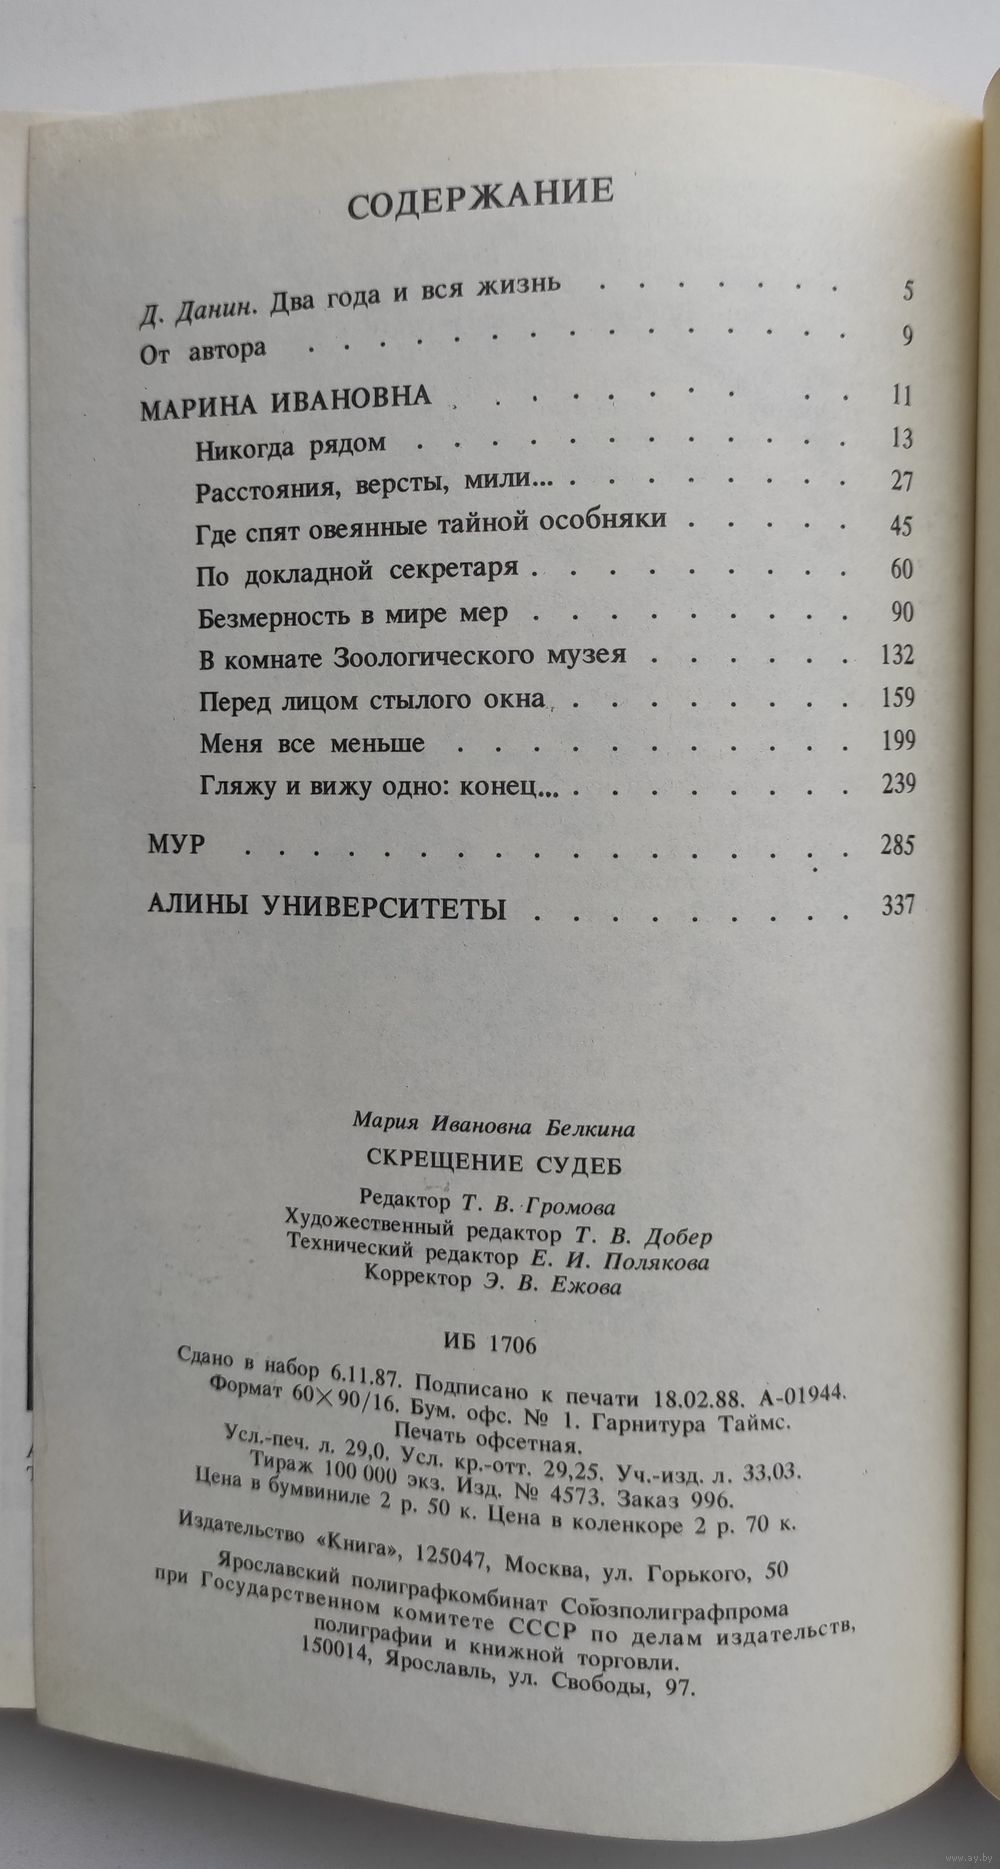 СОДЕРЖАНИЕ
Д. Данин. Два года и вся жизнь . . . . . . . 5
От автора . . . . . . . . . . . . . . . 9
МАРИНА ИВАНОВНА . . . . . . . . . . 11
Никогда рядом . . . . . . . . . . . . 13
Расстояния, версты, мили... . . . . . . . . 27
Где спят овеянные тайной особняки . . . . . 45
По докладной секретаря . . . . . . . . . 60
Безмерность в мире мер . . . . . . . . . 90
В комнате Зоологического музея . . . . . . 132
Перед лицом стылого окна . . . . . . . . 159
Меня все меньше . . . . . . . . . . . 199
Гляжу и вижу одно: конец... . . . . . . . . 239
МУР . . . . . . . . . . . . . . . . . 285
АЛИНЫ УНИВЕРСИТЕТЫ . . . . . . . . . 337
Мария Ивановна Белкина
СКРЕЩЕНИЕ СУДЕБ
Редактор Т. В. Громова
Художественный редактор Т. В. Добер
Технический редактор Е. И. Полякова
Корректор Э. В. Ежова
ИБ 1706
Сдано в набор 6.11.87. Подписано к печати 18.02.88. А-01944.
Формат 60×90/16. Бум. офс. № 1. Гарнитура Таймс.
Печать офсетная.
Усл.-печ. л. 29,0. Усл. кр.-отт. 29,25. Уч.-изд. л. 33,03.
Тираж 100 000 экз. Изд. № 4573. Заказ 996.
Цена в бумвиниле 2 р. 50 к. Цена в коленкоре 2 р. 70 к.
Издательство «Книга», 125047, Москва, ул. Горького, 50
Ярославский полиграфкомбинат Союзполиграфпрома
при Государственном комитете СССР по делам издательств,
полиграфии и книжной торговли.
150014, Ярославль, ул. Свободы, 97.
www.ay.by